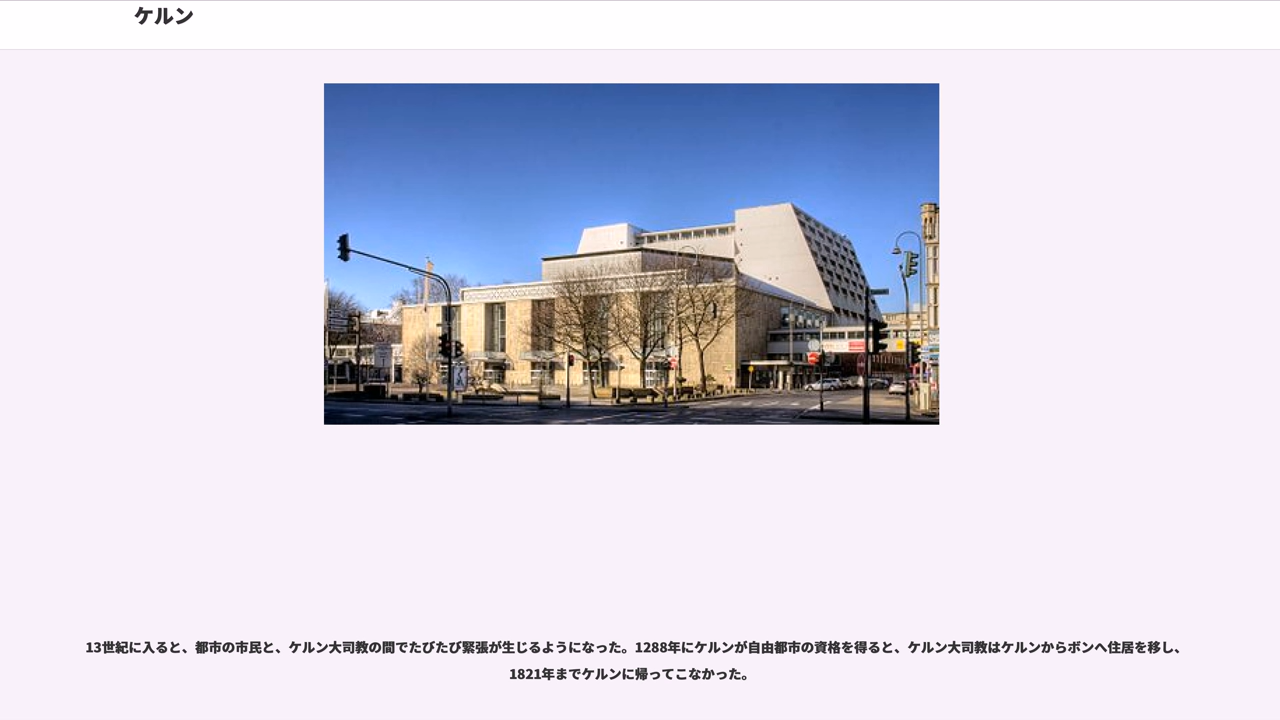 ケルン
13世紀に入ると、都市の市民と、ケルン大司教の間でたびたび緊張が生じるようになった。1288年にケルンが自由都市の資格を得ると、ケルン大司教はケルンからボンへ住居を移し、
1821年までケルンに帰ってこなかった。